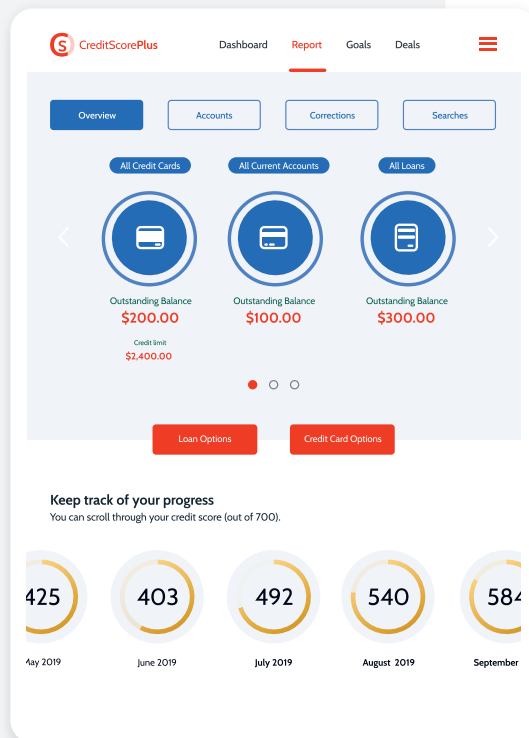 S CreditScorePlus
Dashboard Report Goals Deals
Overview Accounts Corrections Searches
All Credit Cards All Current Accounts All Loans
Outstanding Balance Outstanding Balance Outstanding Balance
$200.00 $100.00 $300.00
Credit limit
$2,400.00
Loan Options Credit Card Options
Keep track of your progress
You can scroll through your credit score (out of 700).
425 403 492 540 584
May 2019 June 2019 July 2019 August 2019 September